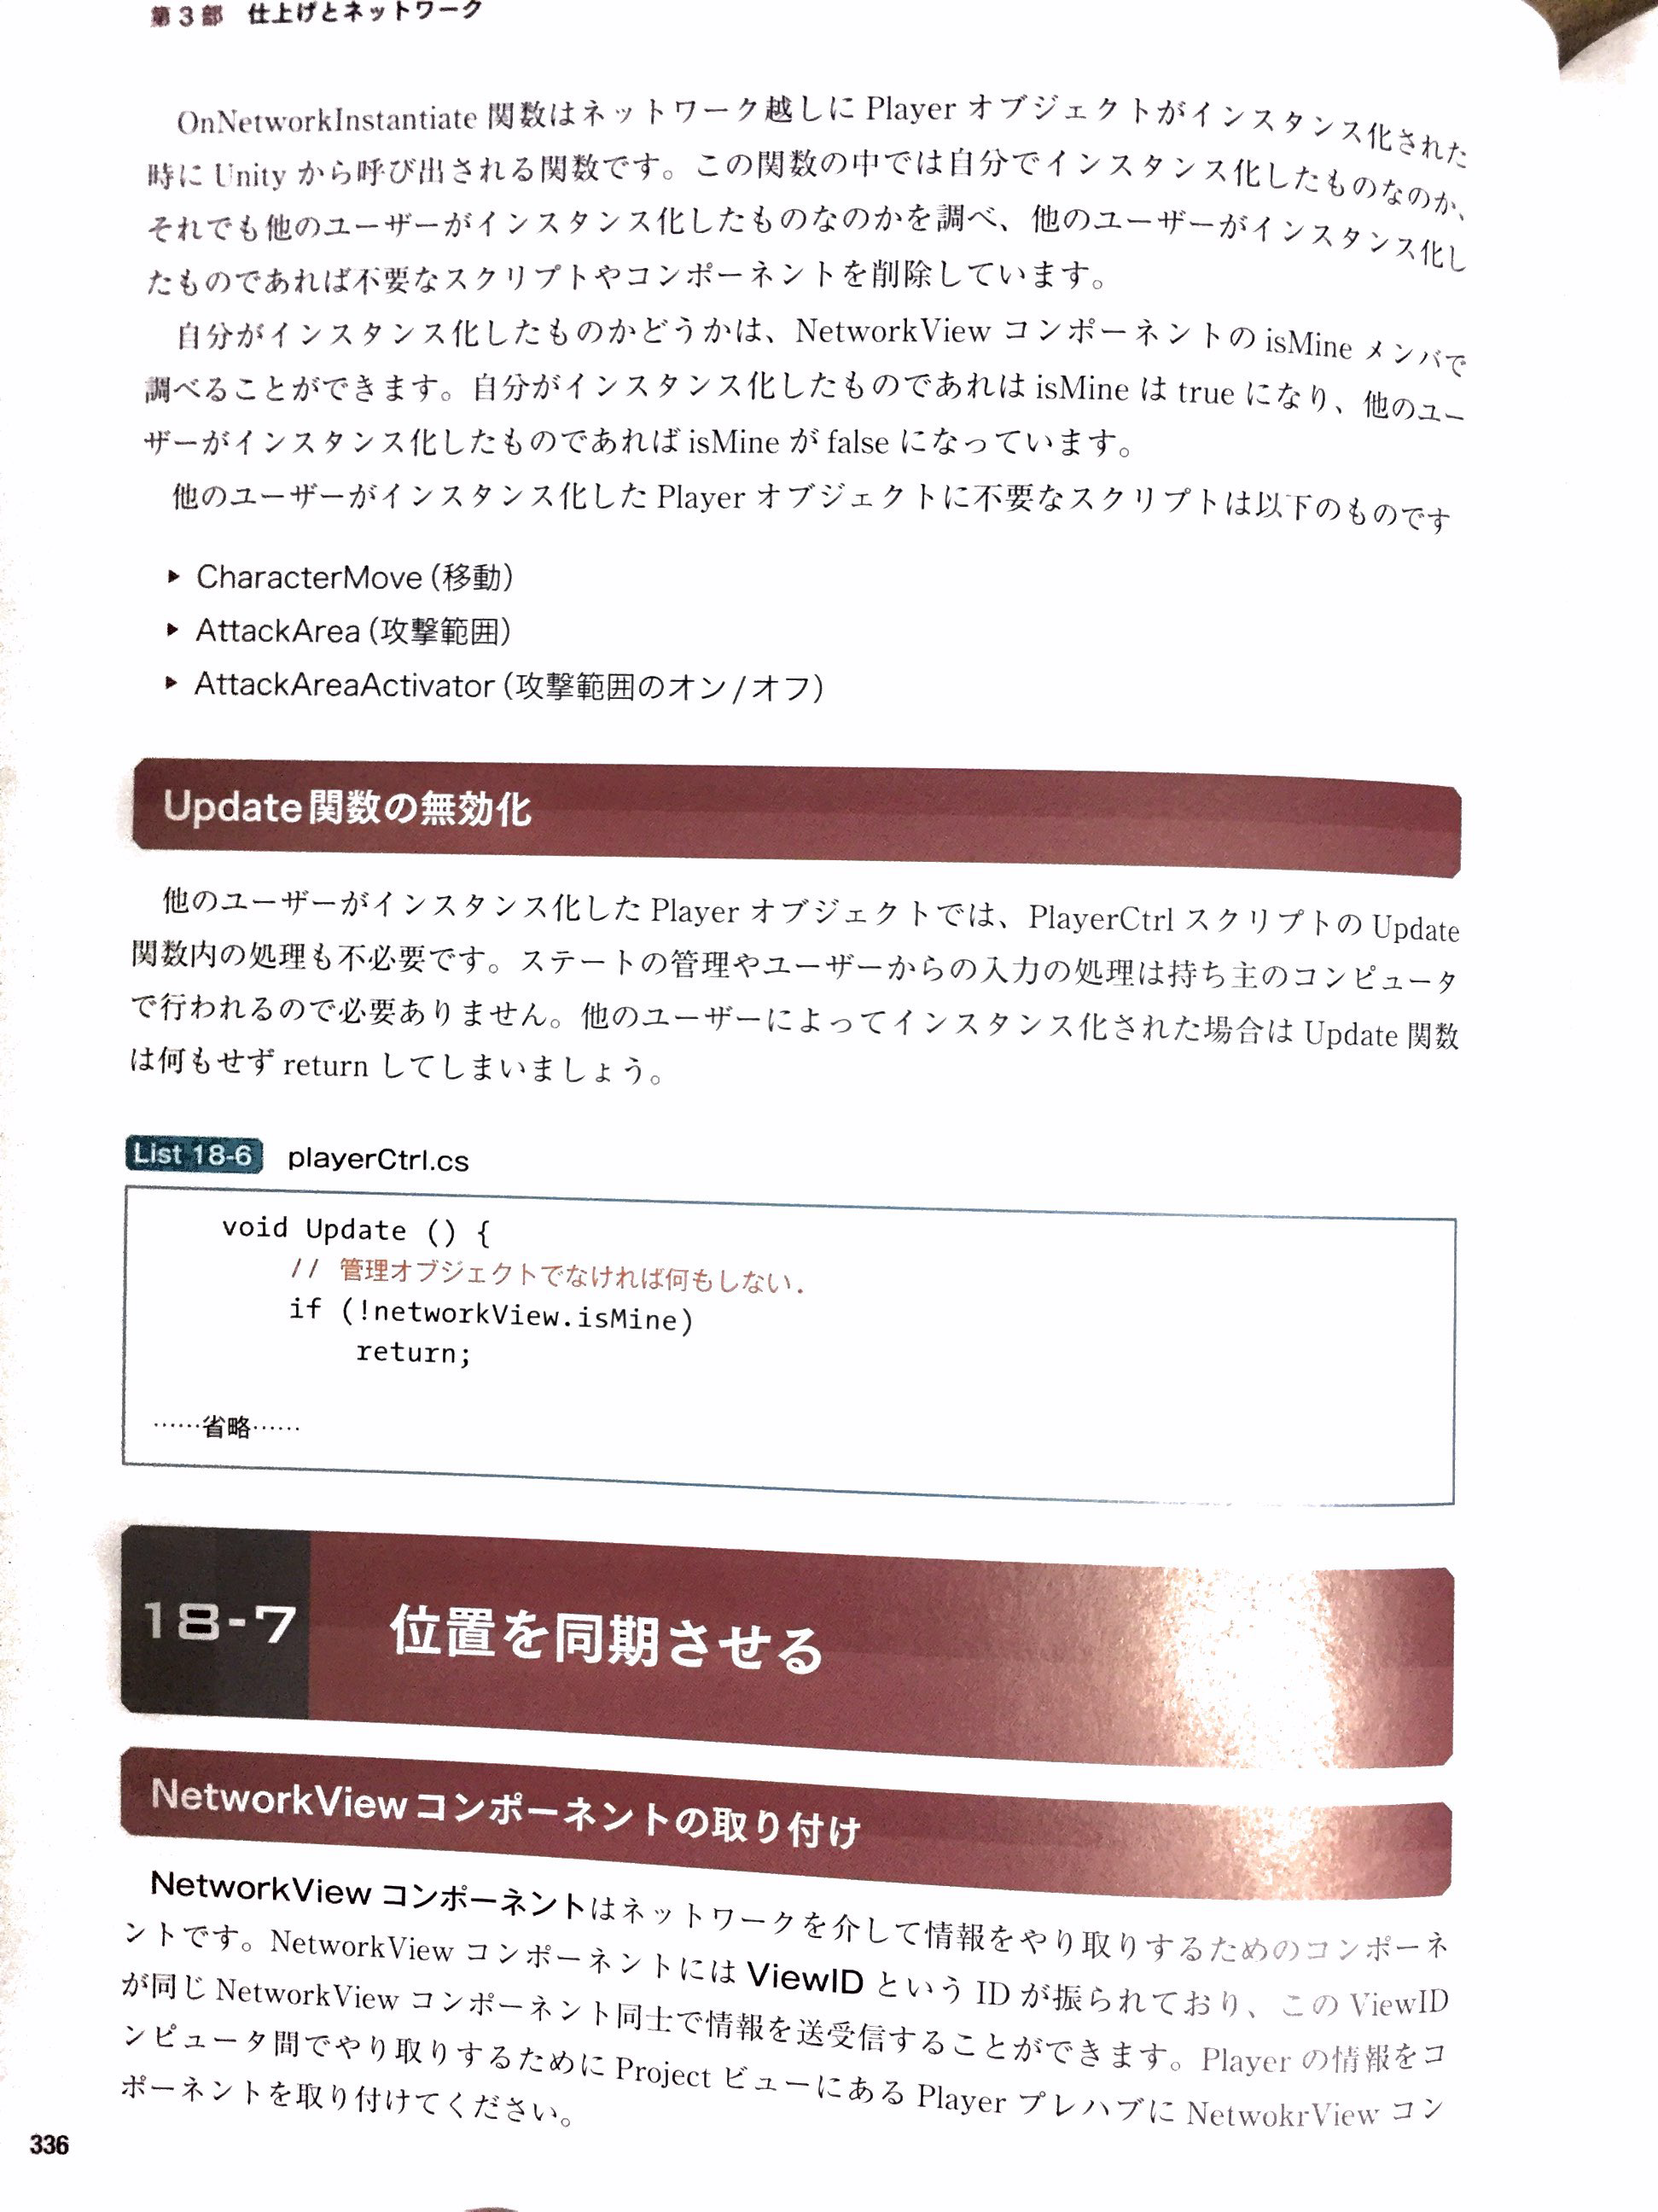 第3部 仕上げとネットワーク
OnNetworkInstantiate 関数はネットワーク越しに Player オブジェクトがインスタンス化された
時に Unity から呼び出される関数です。この関数の中では自分でインスタンス化したものなのか、
それでも他のユーザーがインスタンス化したものなのかを調べ、他のユーザーがインスタンス化し
たものであれば不要なスクリプトやコンポーネントを削除しています。
自分がインスタンス化したものかどうかは、NetworkView コンポーネントの isMine メンバで
調べることができます。自分がインスタンス化したものであれは isMine は true になり、他のユー
ザーがインスタンス化したものであれば isMine が false になっています。
他のユーザーがインスタンス化した Player オブジェクトに不要なスクリプトは以下のものです
▶ CharacterMove（移動）
▶ AttackArea（攻撃範囲）
▶ AttackAreaActivator（攻撃範囲のオン/オフ）
Update関数の無効化
他のユーザーがインスタンス化した Player オブジェクトでは、PlayerCtrl スクリプトの Update
関数内の処理も不必要です。ステートの管理やユーザーからの入力の処理は持ち主のコンピュータ
で行われるので必要ありません。他のユーザーによってインスタンス化された場合は Update 関数
は何もせず return してしまいましょう。
List 18-6 playerCtrl.cs
void Update () {
// 管理オブジェクトでなければ何もしない.
if (!networkView.isMine)
return;
……省略……
18-7 位置を同期させる
NetworkViewコンポーネントの取り付け
NetworkView コンポーネントはネットワークを介して情報をやり取りするためのコンポーネ
ントです。NetworkView コンポーネントには ViewID という ID が振られており、この ViewID
が同じ NetworkView コンポーネント同士で情報を送受信することができます。Player の情報をコ
ンピュータ間でやり取りするために Project ビューにある Player プレハブに NetwokrView コン
ポーネントを取り付けてください。
336